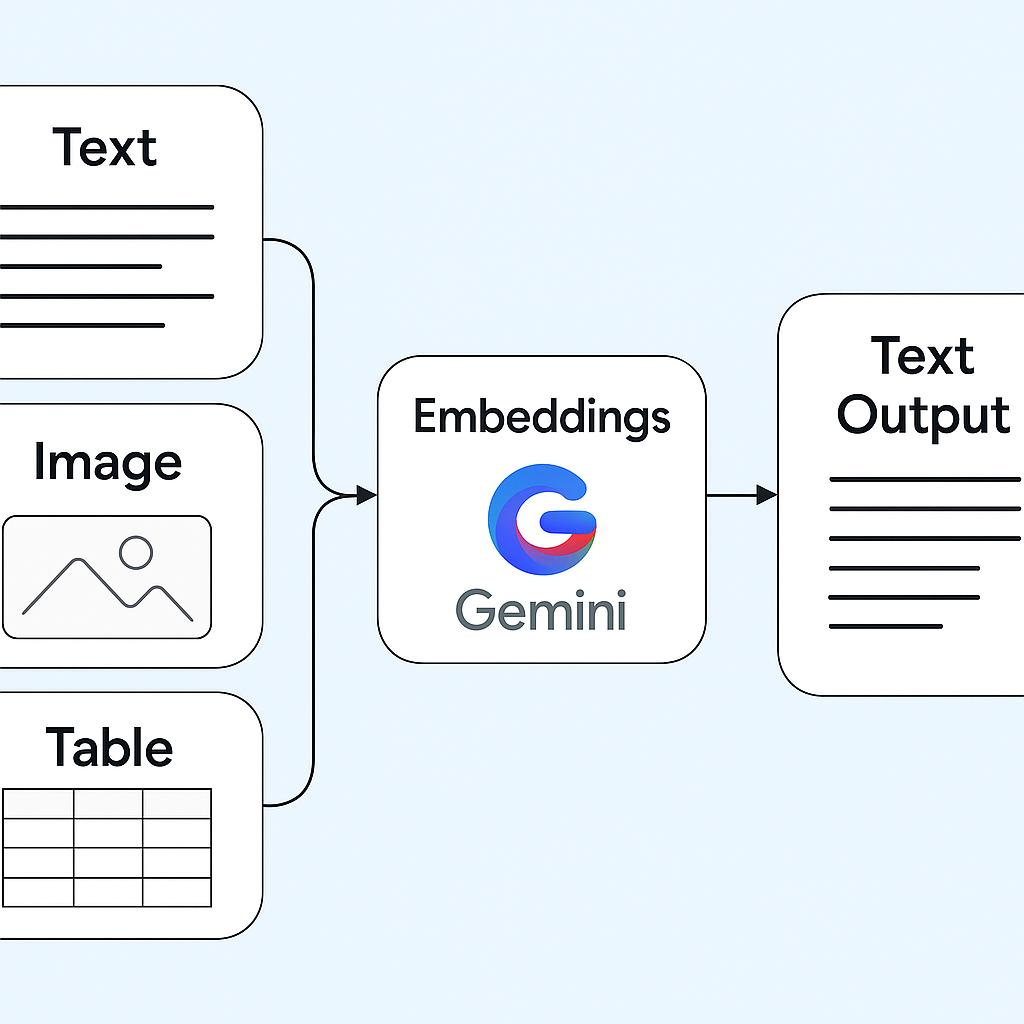 Text
Image
Table
Embeddings
Gemini
Text
Output